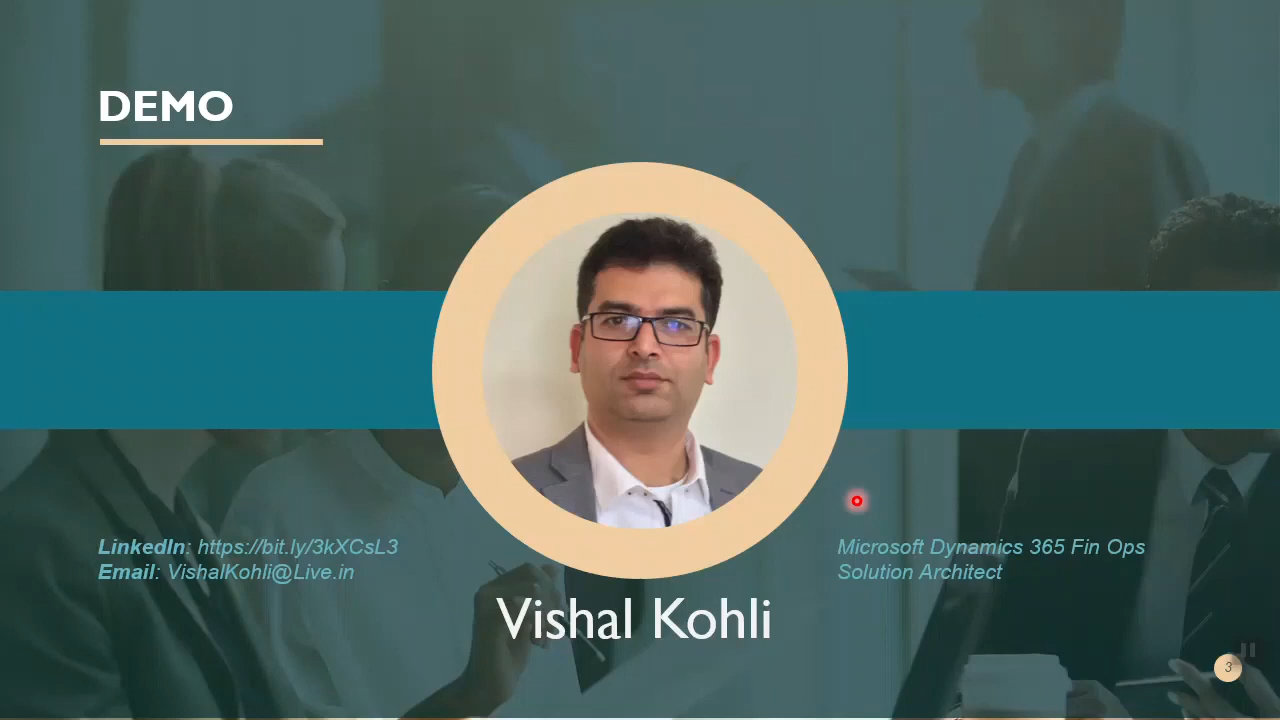 DEMO
LinkedIn: https://bit.ly/3kXCsL3
Email: VishalKohli@Live.in
Microsoft Dynamics 365 Fin Ops
Solution Architect
Vishal Kohli
3